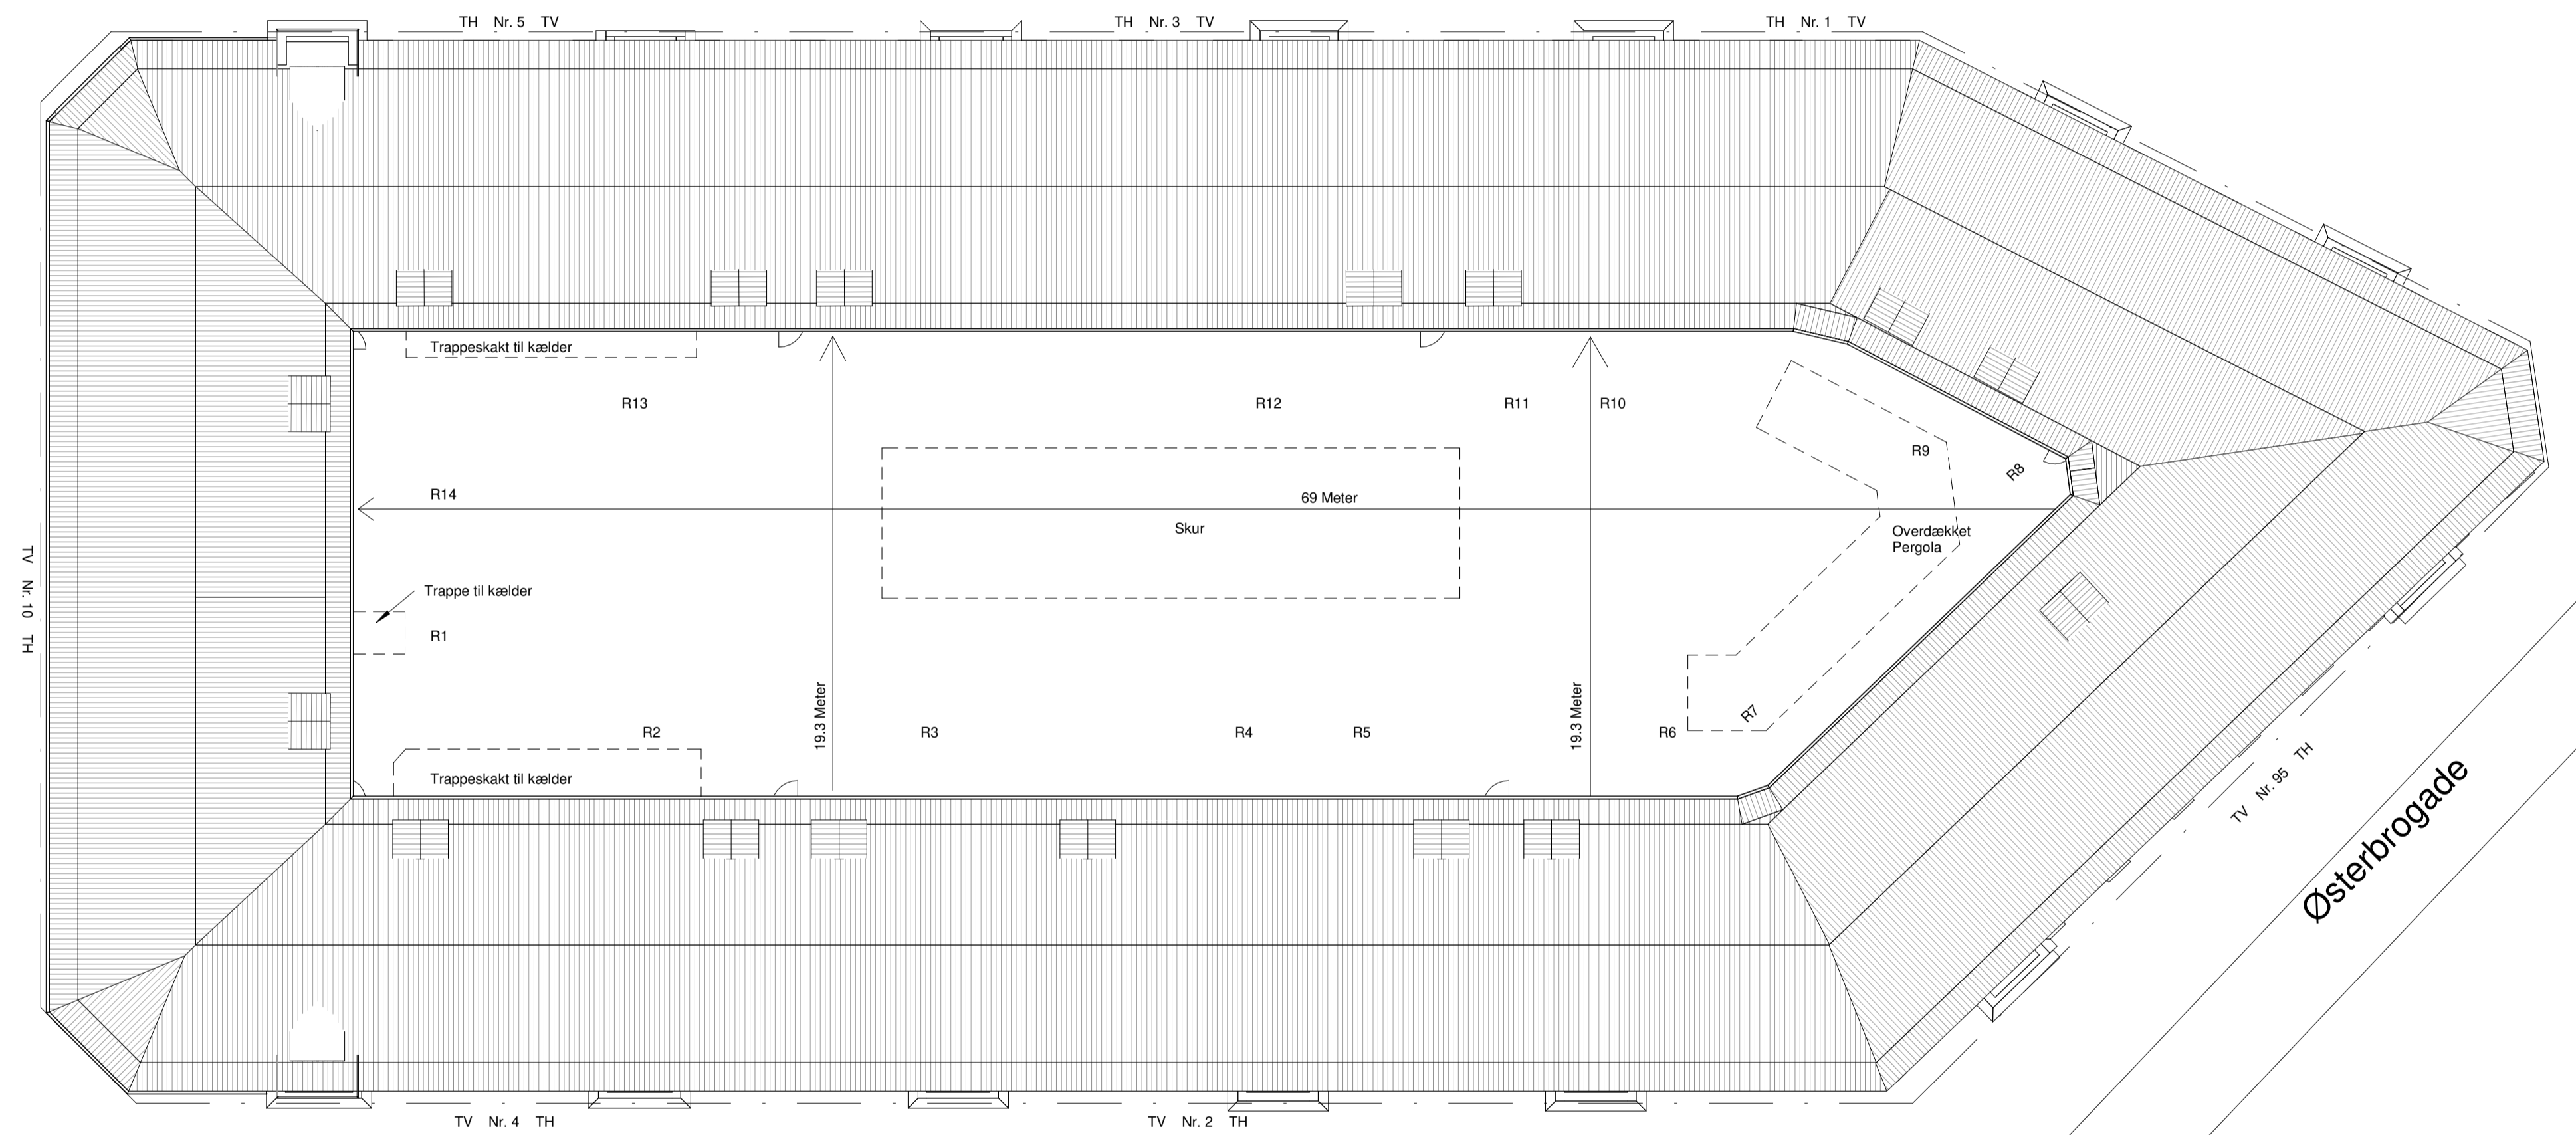 TH Nr. 5 TV
TH Nr. 3 TV
TH Nr. 1 TV
Trappeskakt til kælder
R13
R12
R11
R10
R9
R8
R14
69 Meter
Skur
Overdækket
Pergola
TV Nr. 10 TH
Trappe til kælder
R1
R2
19.3 Meter
R3
R4
R5
19.3 Meter
R6
R7
Trappeskakt til kælder
TV Nr. 95 TH
Østerbrogade
TV Nr. 4 TH
TV Nr. 2 TH